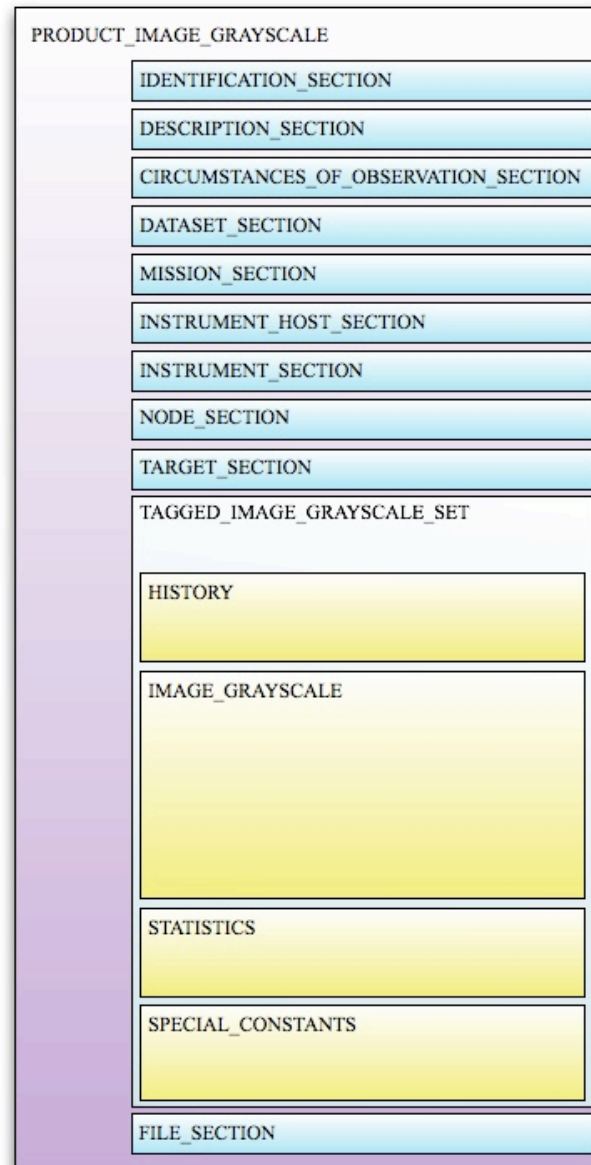 PRODUCT_IMAGE_GRAYSCALE
IDENTIFICATION_SECTION
DESCRIPTION_SECTION
CIRCUMSTANCES_OF_OBSERVATION_SECTION
DATASET_SECTION
MISSION_SECTION
INSTRUMENT_HOST_SECTION
INSTRUMENT_SECTION
NODE_SECTION
TARGET_SECTION
TAGGED_IMAGE_GRAYSCALE_SET
HISTORY
IMAGE_GRAYSCALE
STATISTICS
SPECIAL_CONSTANTS
FILE_SECTION